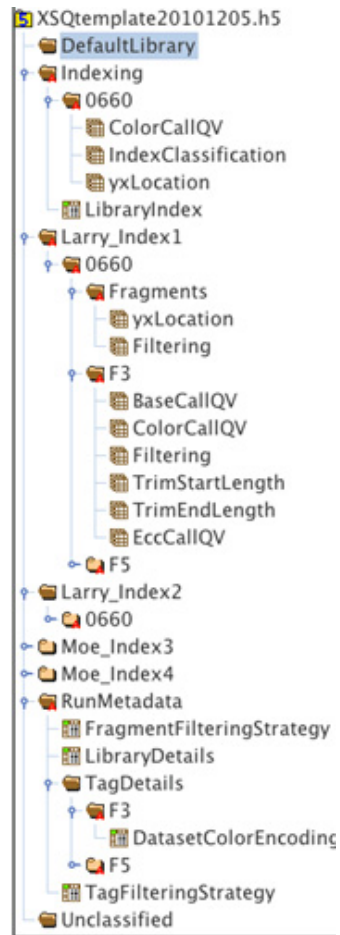 XSQtemplate20101205.h5
DefaultLibrary
Indexing
0660
ColorCallQV
IndexClassification
yxLocation
LibraryIndex
Larry_Index1
0660
Fragments
yxLocation
Filtering
F3
BaseCallQV
ColorCallQV
Filtering
TrimStartLength
TrimEndLength
EccCallQV
F5
Larry_Index2
0660
Moe_Index3
Moe_Index4
RunMetadata
FragmentFilteringStrategy
LibraryDetails
TagDetails
F3
DatasetColorEncoding
F5
TagFilteringStrategy
Unclassified